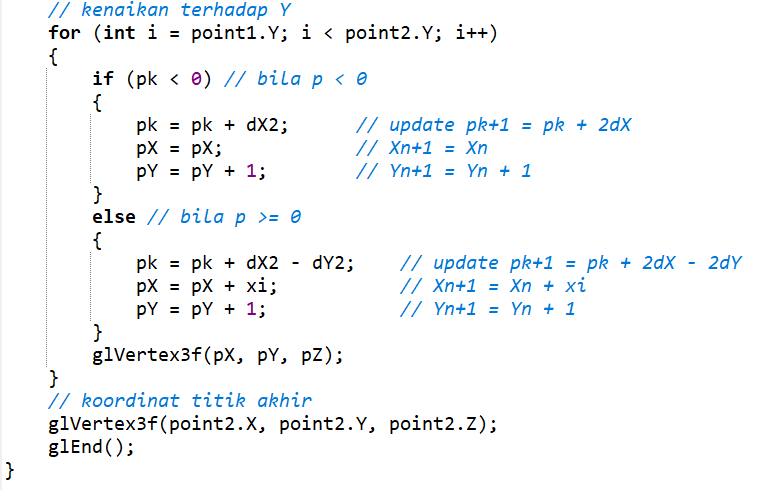 // kenaikan terhadap Y
for (int i = point1.Y; i < point2.Y; i++)
{
if (pk < 0) // bila p < 0
{
pk = pk + dX2; // update pk+1 = pk + 2dX
pX = pX; // Xn+1 = Xn
pY = pY + 1; // Yn+1 = Yn + 1
}
else // bila p >= 0
{
pk = pk + dX2 - dY2; // update pk+1 = pk + 2dX - 2dY
pX = pX + xi; // Xn+1 = Xn + xi
pY = pY + 1; // Yn+1 = Yn + 1
}
glVertex3f(pX, pY, pZ);
}
// koordinat titik akhir
glVertex3f(point2.X, point2.Y, point2.Z);
glEnd();
}